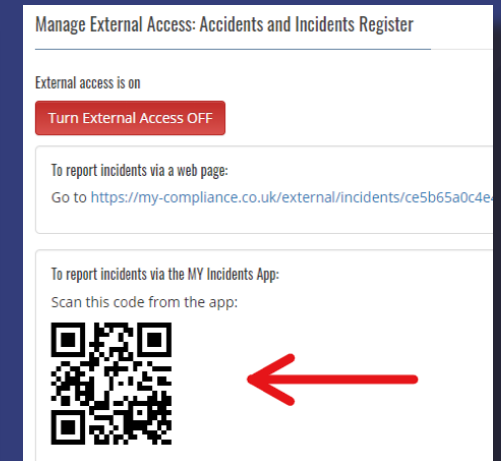 Manage External Access: Accidents and Incidents Register
External access is on
Turn External Access OFF
To report incidents via a web page:
Go to https://my-compliance.co.uk/external/incidents/ce5b65a0c4e
To report incidents via the MY Incidents App:
Scan this code from the app: